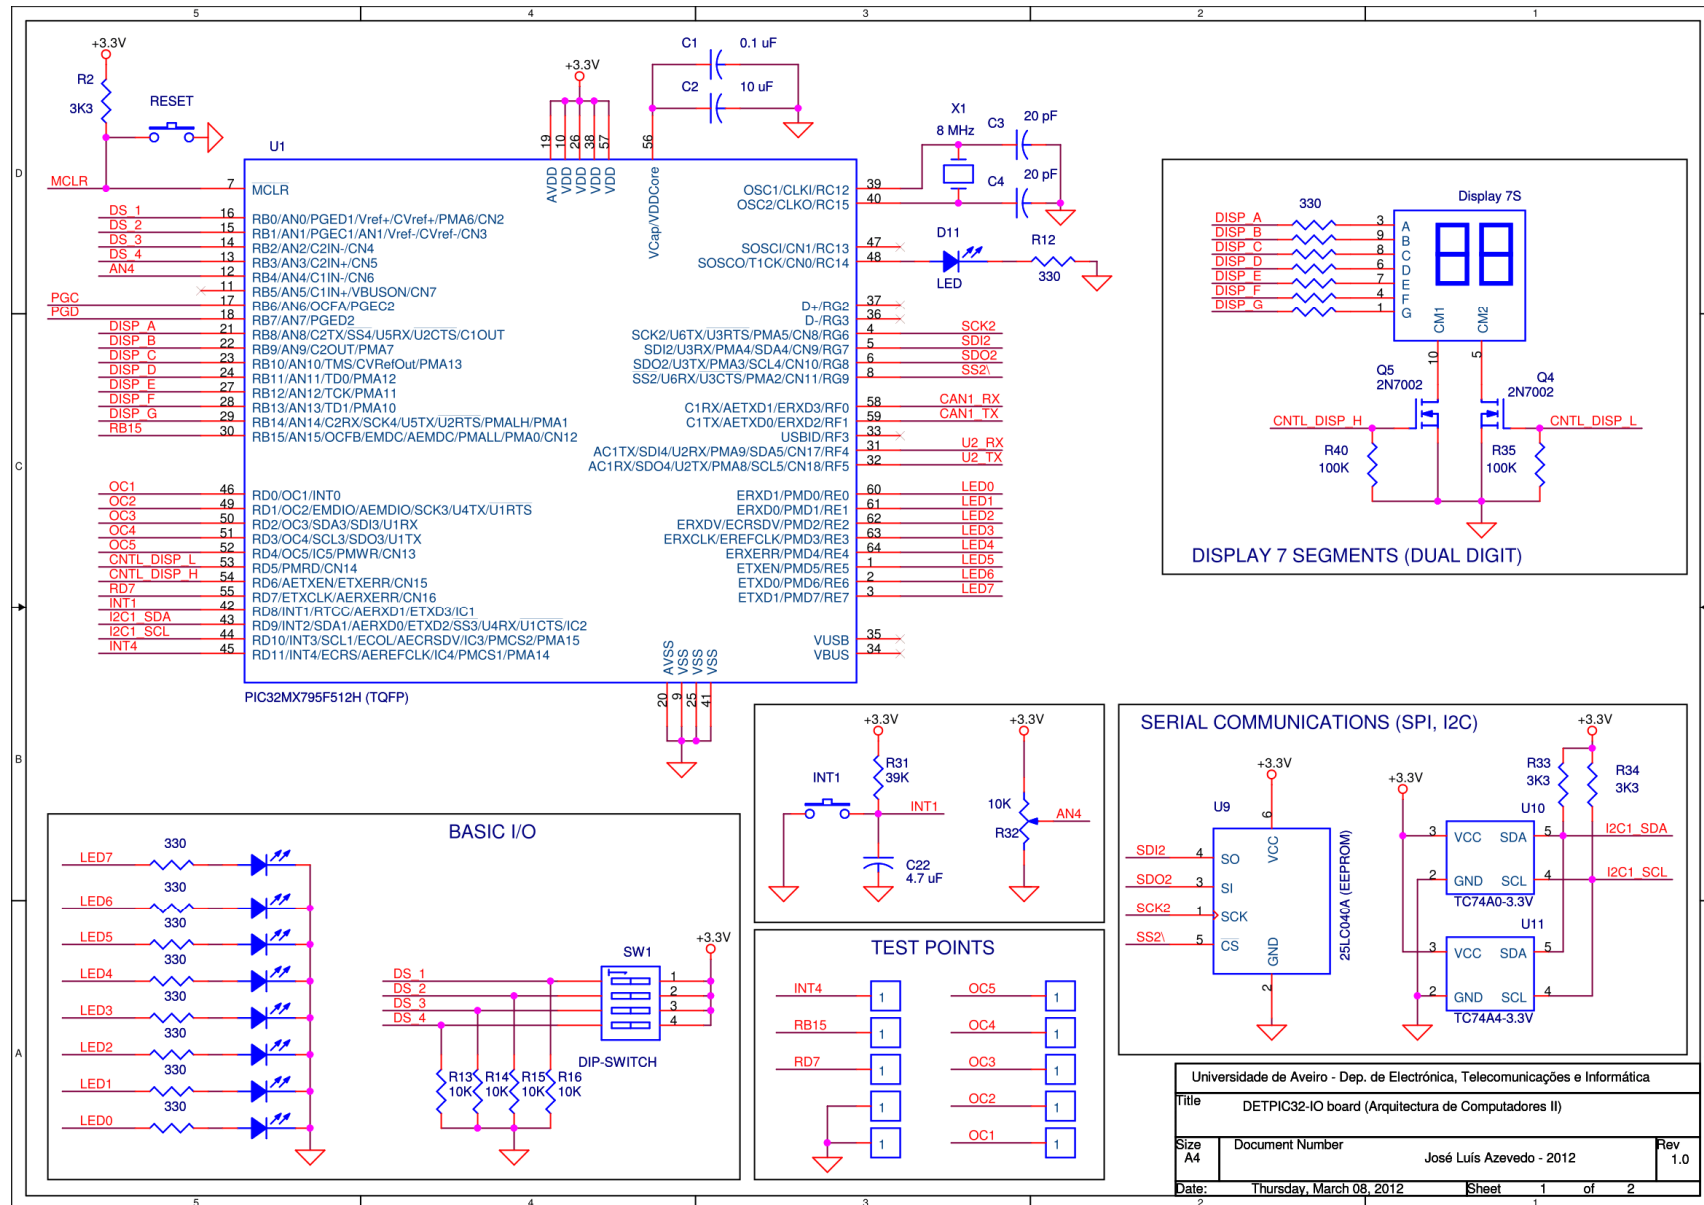 5 4 3 2 1
D
C
B
A
+3.3V
R2
3K3
RESET
MCLR
U1
+3.3V
C1 0.1 uF
C2 10 uF
19 10 26 38 57 56
AVDD VDD VDD VDD VDD VCap/VDDCore
7 MCLR
DS_1 16 RB0/AN0/PGED1/Vref+/CVref+/PMA6/CN2
DS_2 15 RB1/AN1/PGEC1/AN1/Vref-/CVref-/CN3
DS_3 14 RB2/AN2/C2IN-/CN4
DS_4 13 RB3/AN3/C2IN+/CN5
AN4 12 RB4/AN4/C1IN-/CN6
11 RB5/AN5/C1IN+/VBUSON/CN7
PGC 17 RB6/AN6/OCFA/PGEC2
PGD 18 RB7/AN7/PGED2
DISP_A 21 RB8/AN8/C2TX/SS4/U5RX/U2CTS/C1OUT
DISP_B 22 RB9/AN9/C2OUT/PMA7
DISP_C 23 RB10/AN10/TMS/CVRefOut/PMA13
DISP_D 24 RB11/AN11/TD0/PMA12
DISP_E 27 RB12/AN12/TCK/PMA11
DISP_F 28 RB13/AN13/TD1/PMA10
DISP_G 29 RB14/AN14/C2RX/SCK4/U5TX/U2RTS/PMALH/PMA1
RB15 30 RB15/AN15/OCFB/EMDC/AEMDC/PMALL/PMA0/CN12
OC1 46 RD0/OC1/INT0
OC2 49 RD1/OC2/EMDIO/AEMDIO/SCK3/U4TX/U1RTS
OC3 50 RD2/OC3/SDA3/SDI3/U1RX
OC4 51 RD3/OC4/SCL3/SDO3/U1TX
OC5 52 RD4/OC5/IC5/PMWR/CN13
CNTL_DISP_L 53 RD5/PMRD/CN14
CNTL_DISP_H 54 RD6/AETXEN/ETXERR/CN15
RD7 55 RD7/ETXCLK/AERXERR/CN16
INT1 42 RD8/INT1/RTCC/AERXD1/ETXD3/IC1
I2C1_SDA 43 RD9/INT2/SDA1/AERXD0/ETXD2/SS3/U4RX/U1CTS/IC2
I2C1_SCL 44 RD10/INT3/SCL1/ECOL/AECRSDV/IC3/PMCS2/PMA15
INT4 45 RD11/INT4/ECRS/AEREFCLK/IC4/PMCS1/PMA14
PIC32MX795F512H (TQFP)
AVSS VSS VSS VSS
20 9 25 41
OSC1/CLKI/RC12 39
OSC2/CLKO/RC15 40
X1
8 MHz
C3 20 pF
C4 20 pF
SOSCI/CN1/RC13 47
SOSCO/T1CK/CN0/RC14 48
D11
LED
R12
330
D+/RG2 37
D-/RG3 36
SCK2/U6TX/U3RTS/PMA5/CN8/RG6 4 SCK2
SDI2/U3RX/PMA4/SDA4/CN9/RG7 5 SDI2
SDO2/U3TX/PMA3/SCL4/CN10/RG8 6 SDO2
SS2/U6RX/U3CTS/PMA2/CN11/RG9 8 SS2\
C1RX/AETXD1/ERXD3/RF0 58 CAN1_RX
C1TX/AETXD0/ERXD2/RF1 59 CAN1_TX
USBID/RF3 33
AC1TX/SDI4/U2RX/PMA9/SDA5/CN17/RF4 31 U2_RX
AC1RX/SDO4/U2TX/PMA8/SCL5/CN18/RF5 32 U2_TX
ERXD1/PMD0/RE0 60 LED0
ERXD0/PMD1/RE1 61 LED1
ERXDV/ECRSDV/PMD2/RE2 62 LED2
ERXCLK/EREFCLK/PMD3/RE3 63 LED3
ERXERR/PMD4/RE4 64 LED4
ETXEN/PMD5/RE5 1 LED5
ETXD0/PMD6/RE6 2 LED6
ETXD1/PMD7/RE7 3 LED7
VUSB 35
VBUS 34
330
Display 7S
DISP_A 3 A
DISP_B 9 B
DISP_C 8 C
DISP_D 6 D
DISP_E 7 E
DISP_F 4 F
DISP_G 1 G
CM1 CM2
10 5
Q5
2N7002
Q4
2N7002
CNTL_DISP_H
CNTL_DISP_L
R40
100K
R35
100K
DISPLAY 7 SEGMENTS (DUAL DIGIT)
BASIC I/O
330
LED7
330
LED6
330
LED5
330
LED4
330
LED3
330
LED2
330
LED1
330
LED0
+3.3V
SW1
DS_1 1
DS_2 2
DS_3 3
DS_4 4
DIP-SWITCH
R13 R14 R15 R16
10K 10K 10K 10K
+3.3V
+3.3V
R31
39K
INT1
INT1
C22
4.7 uF
10K
R32
AN4
TEST POINTS
INT4 1 OC5 1
RB15 1 OC4 1
RD7 1 OC3 1
1 OC2 1
1 OC1 1
SERIAL COMMUNICATIONS (SPI, I2C)
+3.3V
U9
6
VCC
SDI2 4 SO
SDO2 3 SI
SCK2 1 SCK
SS2\ 5 CS
GND
2
25LC040A (EEPROM)
+3.3V
+3.3V
R33
3K3
R34
3K3
U10
3 VCC SDA 5 I2C1_SDA
2 GND SCL 4 I2C1_SCL
TC74A0-3.3V
U11
3 VCC SDA 5
2 GND SCL 4
TC74A4-3.3V
Universidade de Aveiro - Dep. de Electrónica, Telecomunicações e Informática
Title
DETPIC32-IO board (Arquitectura de Computadores II)
Size Document Number Rev
A4 José Luís Azevedo - 2012 1.0
Date: Thursday, March 08, 2012 Sheet 1 of 2
5 4 3 2 1